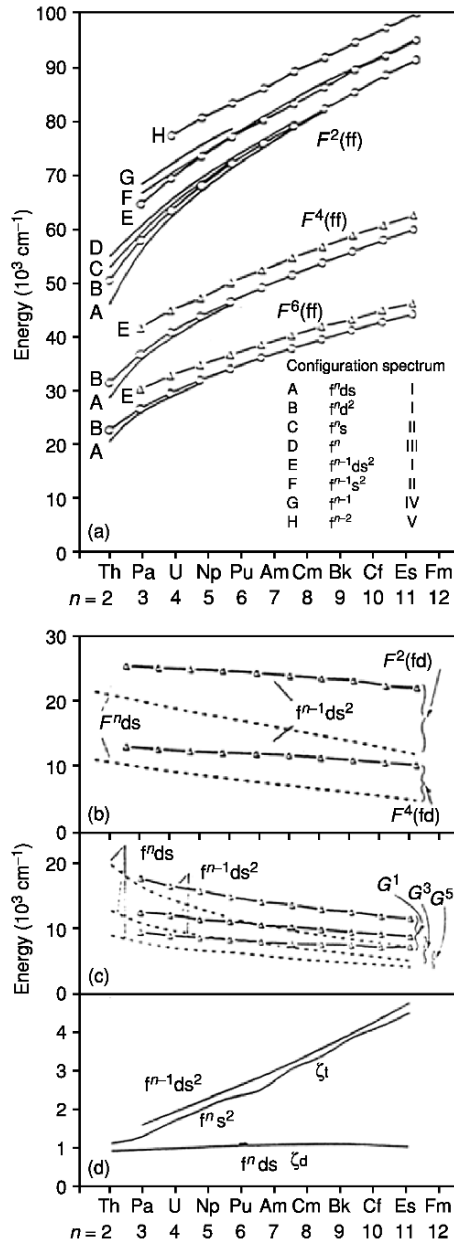 Energy (10³ cm⁻¹)
100
90
80
70
60
50
40
30
20
10
0
H
G
F
E
D
C
B
A
F²(ff)
F⁴(ff)
E
B
A
F⁶(ff)
E
B
A
Configuration spectrum
A fⁿds I
B fⁿd² I
C fⁿs II
D fⁿ III
E fⁿ⁻¹ds² I
F fⁿ⁻¹s² II
G fⁿ⁻¹ IV
H fⁿ⁻² V
(a)
Th Pa U Np Pu Am Cm Bk Cf Es Fm
n = 2 3 4 5 6 7 8 9 10 11 12
20
10
0
F²(fd)
fⁿ⁻¹ds²
Fⁿds
F⁴(fd)
(b)
Energy (10³ cm⁻¹)
20
10
0
fⁿds
fⁿ⁻¹ds²
G¹ G³ G⁵
(c)
4
3
2
1
0
fⁿ⁻¹ds²
fⁿs²
ζf
fⁿds ζd
(d)
Th Pa U Np Pu Am Cm Bk Cf Es Fm
n = 2 3 4 5 6 7 8 9 10 11 12